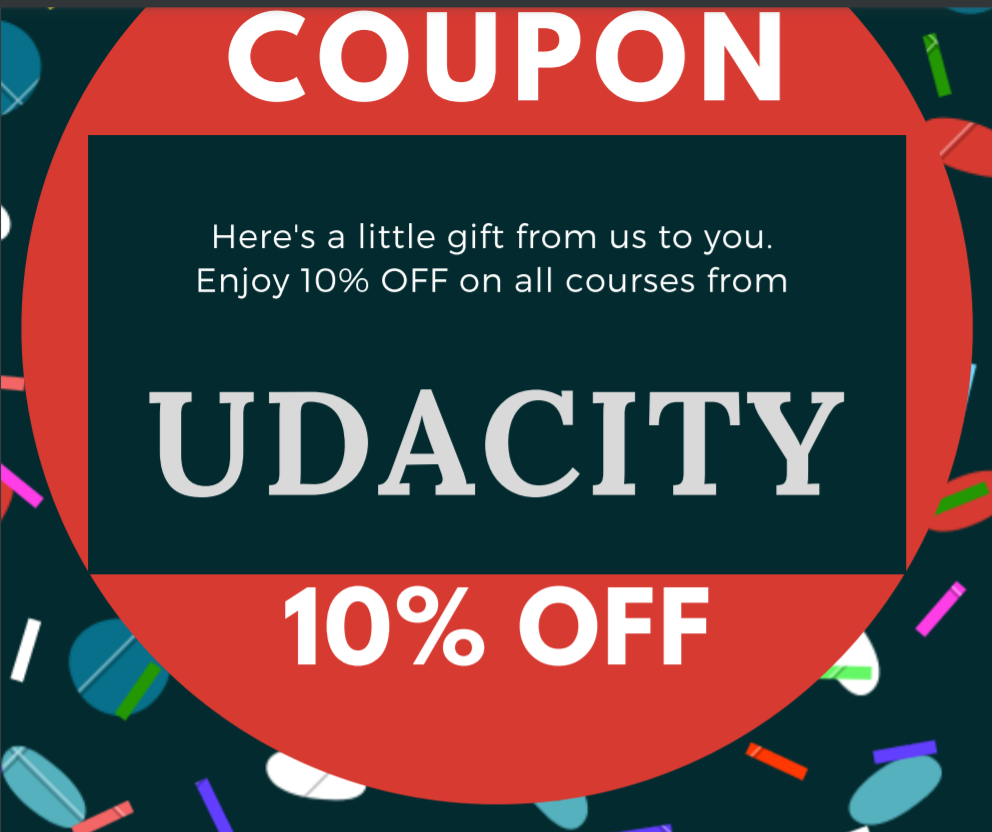 COUPON
Here's a little gift from us to you.
Enjoy 10% OFF on all courses from
UDACITY
10% OFF